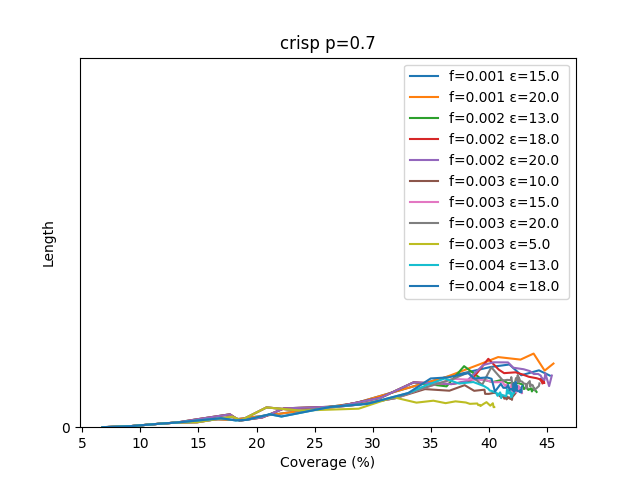 crisp p=0.7
f=0.001 ε=15.0
f=0.001 ε=20.0
f=0.002 ε=13.0
f=0.002 ε=18.0
f=0.002 ε=20.0
f=0.003 ε=10.0
f=0.003 ε=15.0
f=0.003 ε=20.0
f=0.003 ε=5.0
f=0.004 ε=13.0
f=0.004 ε=18.0
Length
0
5 10 15 20 25 30 35 40 45
Coverage (%)